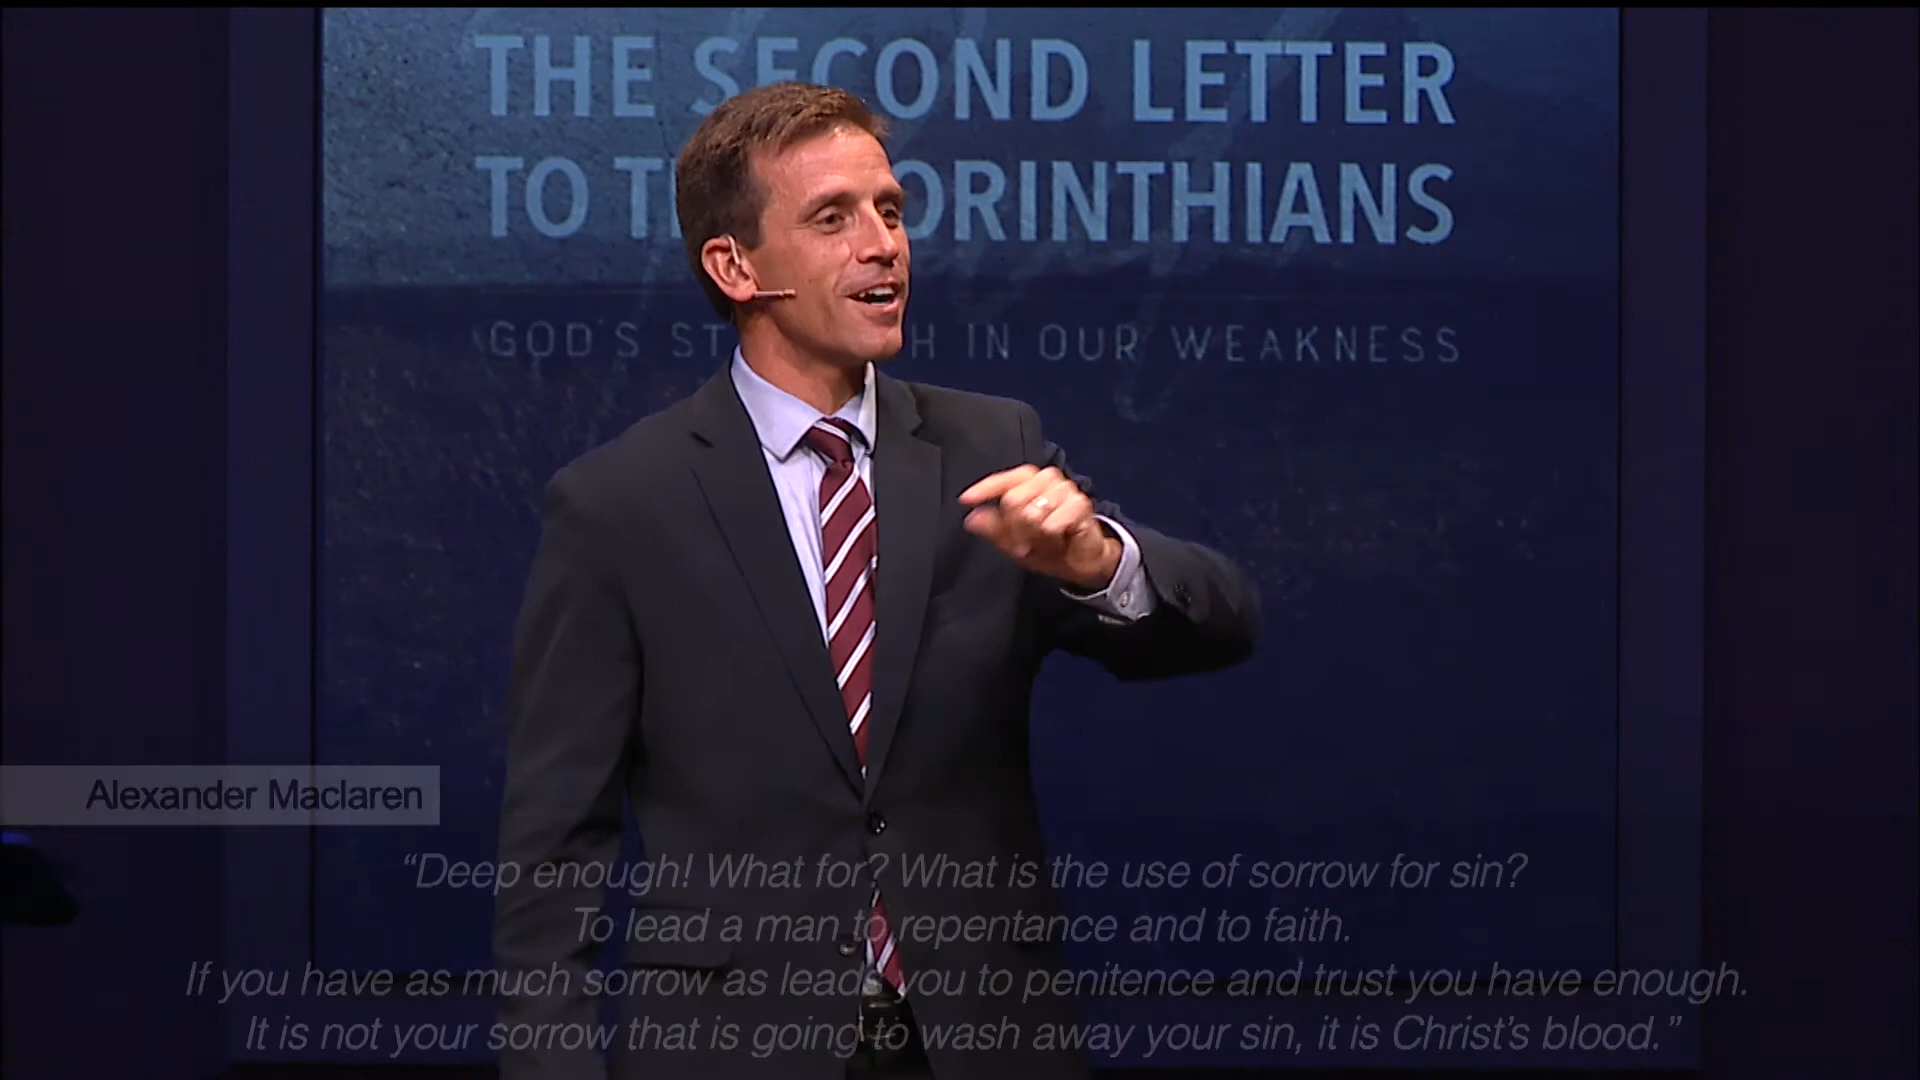 THE SECOND LETTER
TO T ORINTHIANS
GOD'S ST H IN OUR WEAKNESS
Alexander Maclaren
“Deep enough! What for? What is the use of sorrow for sin?
To lead a man to repentance and to faith.
If you have as much sorrow as leads you to penitence and trust you have enough.
It is not your sorrow that is going to wash away your sin, it is Christ’s blood.”